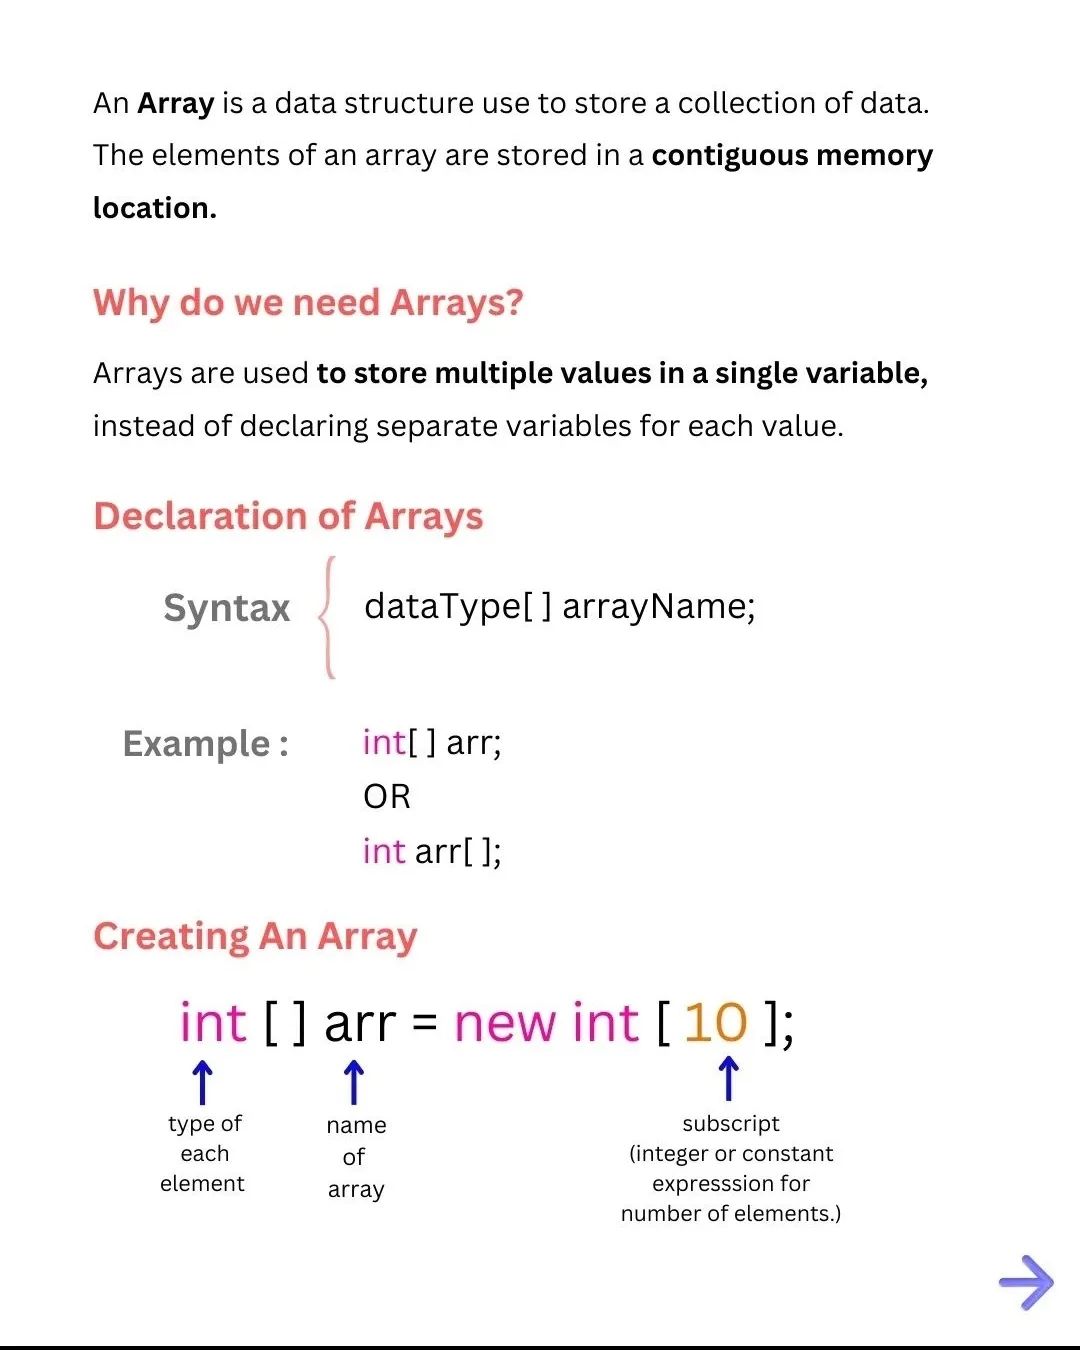 An Array is a data structure use to store a collection of data.
The elements of an array are stored in a contiguous memory
location.
Why do we need Arrays?
Arrays are used to store multiple values in a single variable,
instead of declaring separate variables for each value.
Declaration of Arrays
Syntax { dataType[ ] arrayName;
Example : int[ ] arr;
OR
int arr[ ];
Creating An Array
int [ ] arr = new int [ 10 ];
type of
each
element
name
of
array
subscript
(integer or constant
expresssion for
number of elements.)